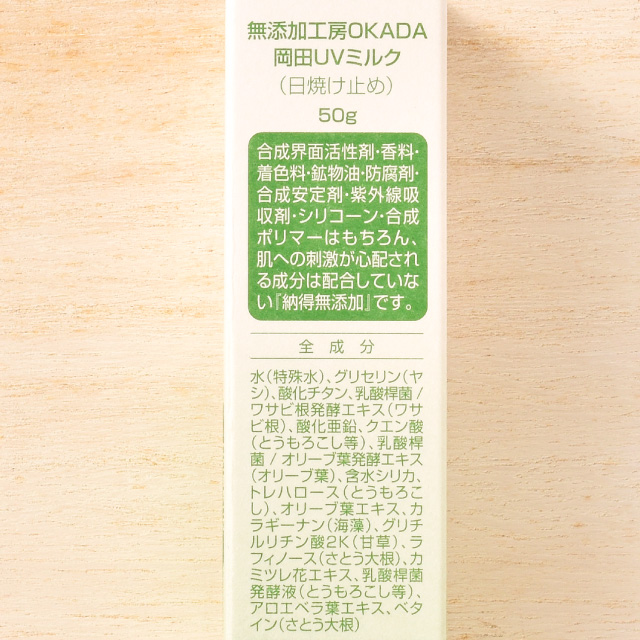 無添加工房OKADA
岡田UVミルク
(日焼け止め)
50g
合成界面活性剤・香料・
着色料・鉱物油・防腐剤・
合成安定剤・紫外線吸
収剤・シリコーン・合成
ポリマーはもちろん、
肌への刺激が心配され
る成分は配合していな
い『納得無添加』です。
全成分
水(特殊水)、グリセリン(ヤ
シ)、酸化チタン、乳酸桿菌/
ワサビ根発酵エキス(ワサ
ビ根)、酸化亜鉛、クエン酸
(とうもろこし等)、乳酸桿
菌/オリーブ葉発酵エキス
(オリーブ葉)、含水シリカ、
トレハロース(とうもろこ
し)、オリーブ葉エキス、カ
ラギーナン(海藻)、グリチ
ルリチン酸2K(甘草)、ラ
フィノース(さとう大根)、カ
ミツレ花エキス、乳酸桿菌
発酵液(とうもろこし等)、
アロエベラ葉エキス、ベタ
イン(さとう大根)